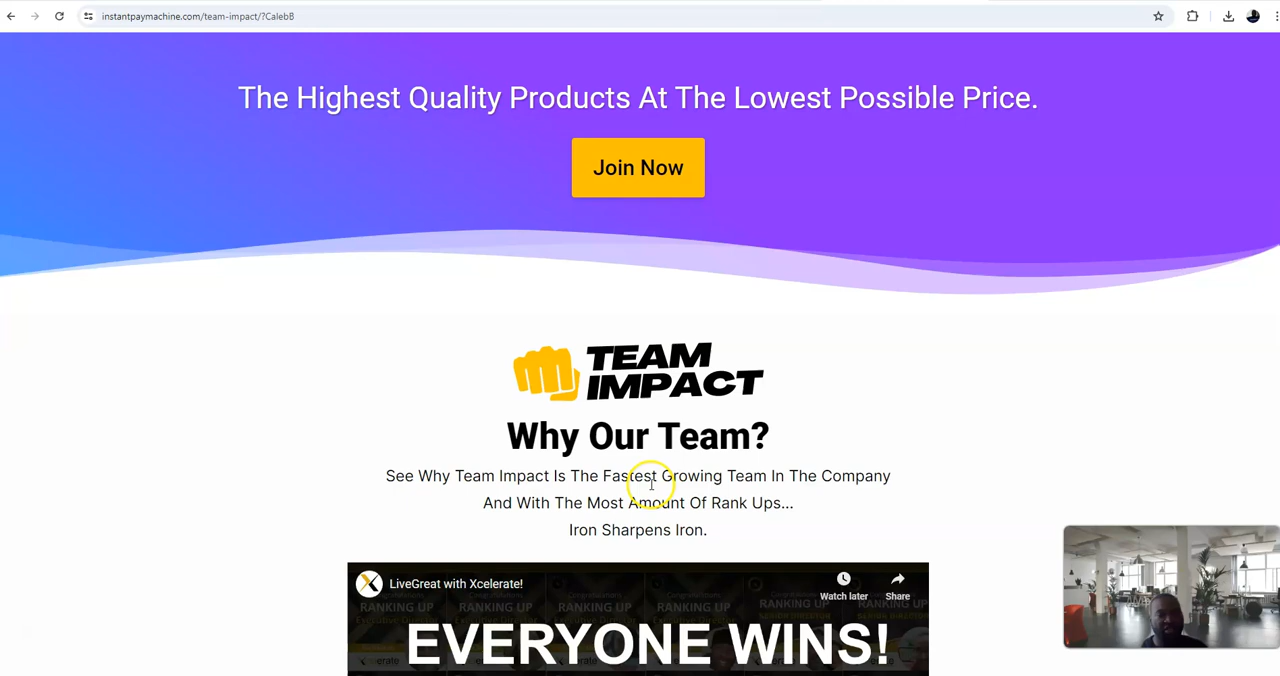 instantpaymachine.com/team-impact/?CalebB
The Highest Quality Products At The Lowest Possible Price.
Join Now
TEAM
IMPACT
Why Our Team?
See Why Team Impact Is The Fastest Growing Team In The Company
And With The Most Amount Of Rank Ups...
Iron Sharpens Iron.
LiveGreat with Xcelerate!
Watch later
Share
RANKING UP RANKING UP RANKING UP RANKING UP RANKING UP RANKING UP
EVERYONE WINS!